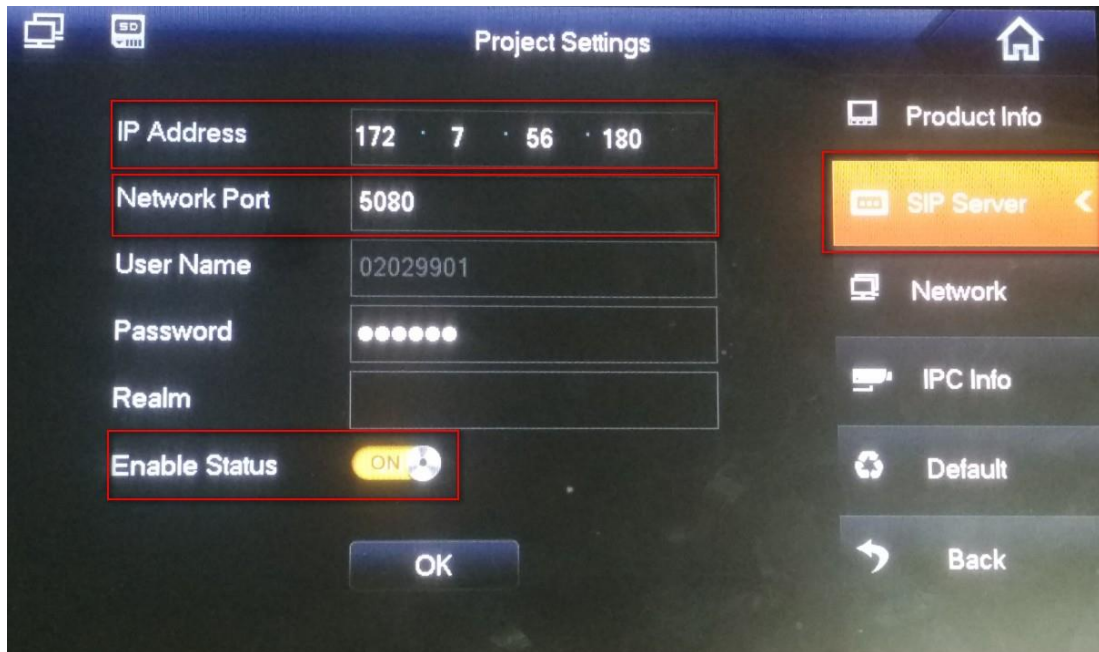 SD
Project Settings
IP Address 172 . 7 . 56 . 180
Network Port 5080
User Name 02029901
Password ●●●●●●
Realm
Enable Status ON
OK
Product Info
SIP Server <
Network
IPC Info
Default
Back